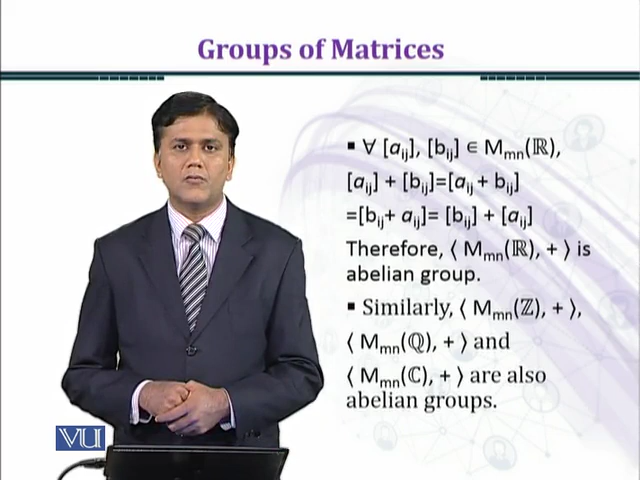 Groups of Matrices
▪ ∀ [aij], [bij] ∈ Mmn(ℝ),
[aij] + [bij]=[aij + bij]
=[bij+ aij]= [bij] + [aij]
Therefore, ⟨ Mmn(ℝ), + ⟩ is
abelian group.
▪ Similarly, ⟨ Mmn(ℤ), + ⟩,
⟨ Mmn(ℚ), + ⟩ and
⟨ Mmn(ℂ), + ⟩ are also
abelian groups.
VU